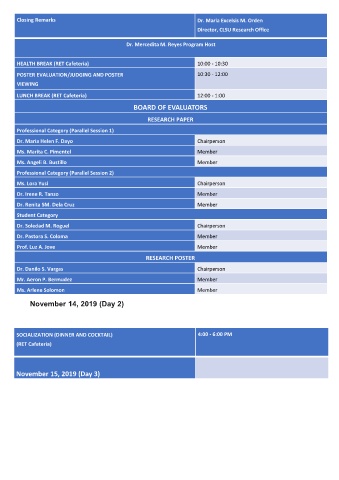 Closing Remarks Dr. Maria Excelsis M. Orden
Director, CLSU Research Office
Dr. Mercedita M. Reyes Program Host
HEALTH BREAK (RET Cafeteria) 10:00 - 10:30
POSTER EVALUATION/JUDGING AND POSTER 10:30 - 12:00
VIEWING
LUNCH BREAK (RET Cafeteria) 12:00 - 1:00
BOARD OF EVALUATORS
RESEARCH PAPER
Professional Category (Parallel Session 1)
Dr. Maria Helen F. Dayo Chairperson
Ms. Marita C. Pimentel Member
Ms. Angeli B. Bustillo Member
Professional Category (Parallel Session 2)
Ms. Lora Yusi Chairperson
Dr. Irene R. Tanzo Member
Dr. Renita SM. Dela Cruz Member
Student Category
Dr. Soledad M. Roguel Chairperson
Dr. Pastora S. Coloma Member
Prof. Luz A. Jove Member
RESEARCH POSTER
Dr. Danilo S. Vargas Chairperson
Mr. Aeron P. Bermudez Member
Ms. Arlene Solomon Member
November 14, 2019 (Day 2)
SOCIALIZATION (DINNER AND COCKTAIL) 4:00 - 6:00 PM
(RET Cafeteria)
November 15, 2019 (Day 3)